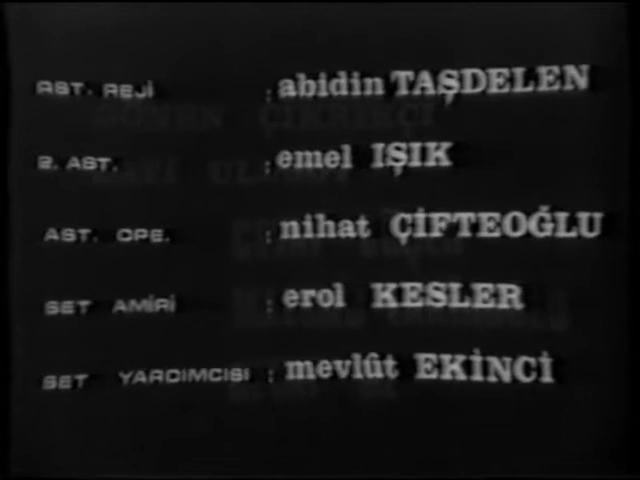 AST. REJİ : abidin TAŞDELEN
2. AST. : emel IŞIK
AST. OPE. : nihat ÇİFTEOĞLU
SET AMİRİ : erol KESLER
SET YARDIMCISI : mevlût EKİNCİ